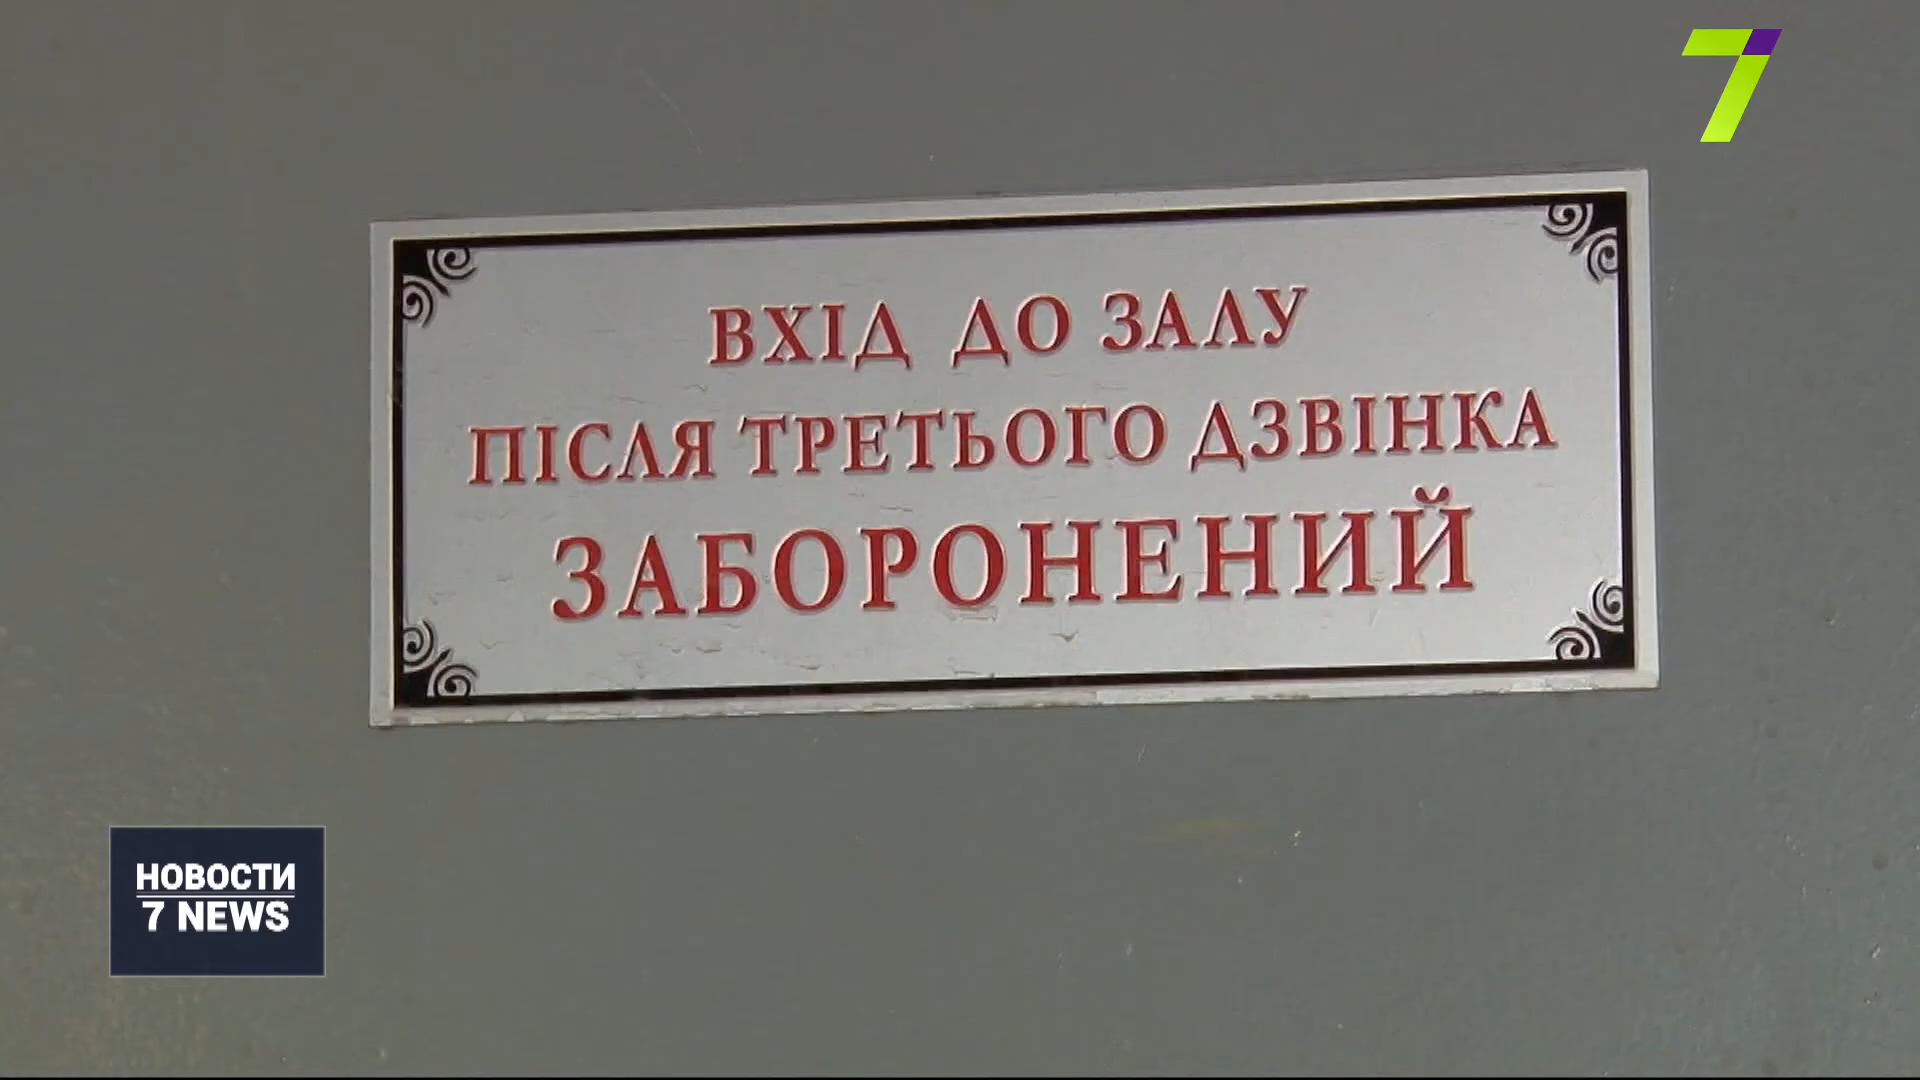 7
ВХІД ДО ЗАЛУ
ПІСЛЯ ТРЕТЬОГО ДЗВІНКА
ЗАБОРОНЕНИЙ
НОВОСТИ
7 NEWS